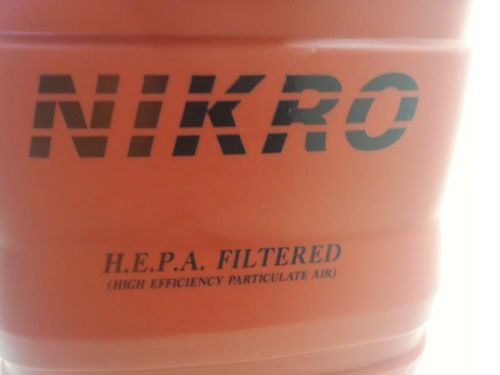 NIKRO
H.E.P.A. FILTERED
(HIGH EFFICIENCY PARTICULATE AIR)